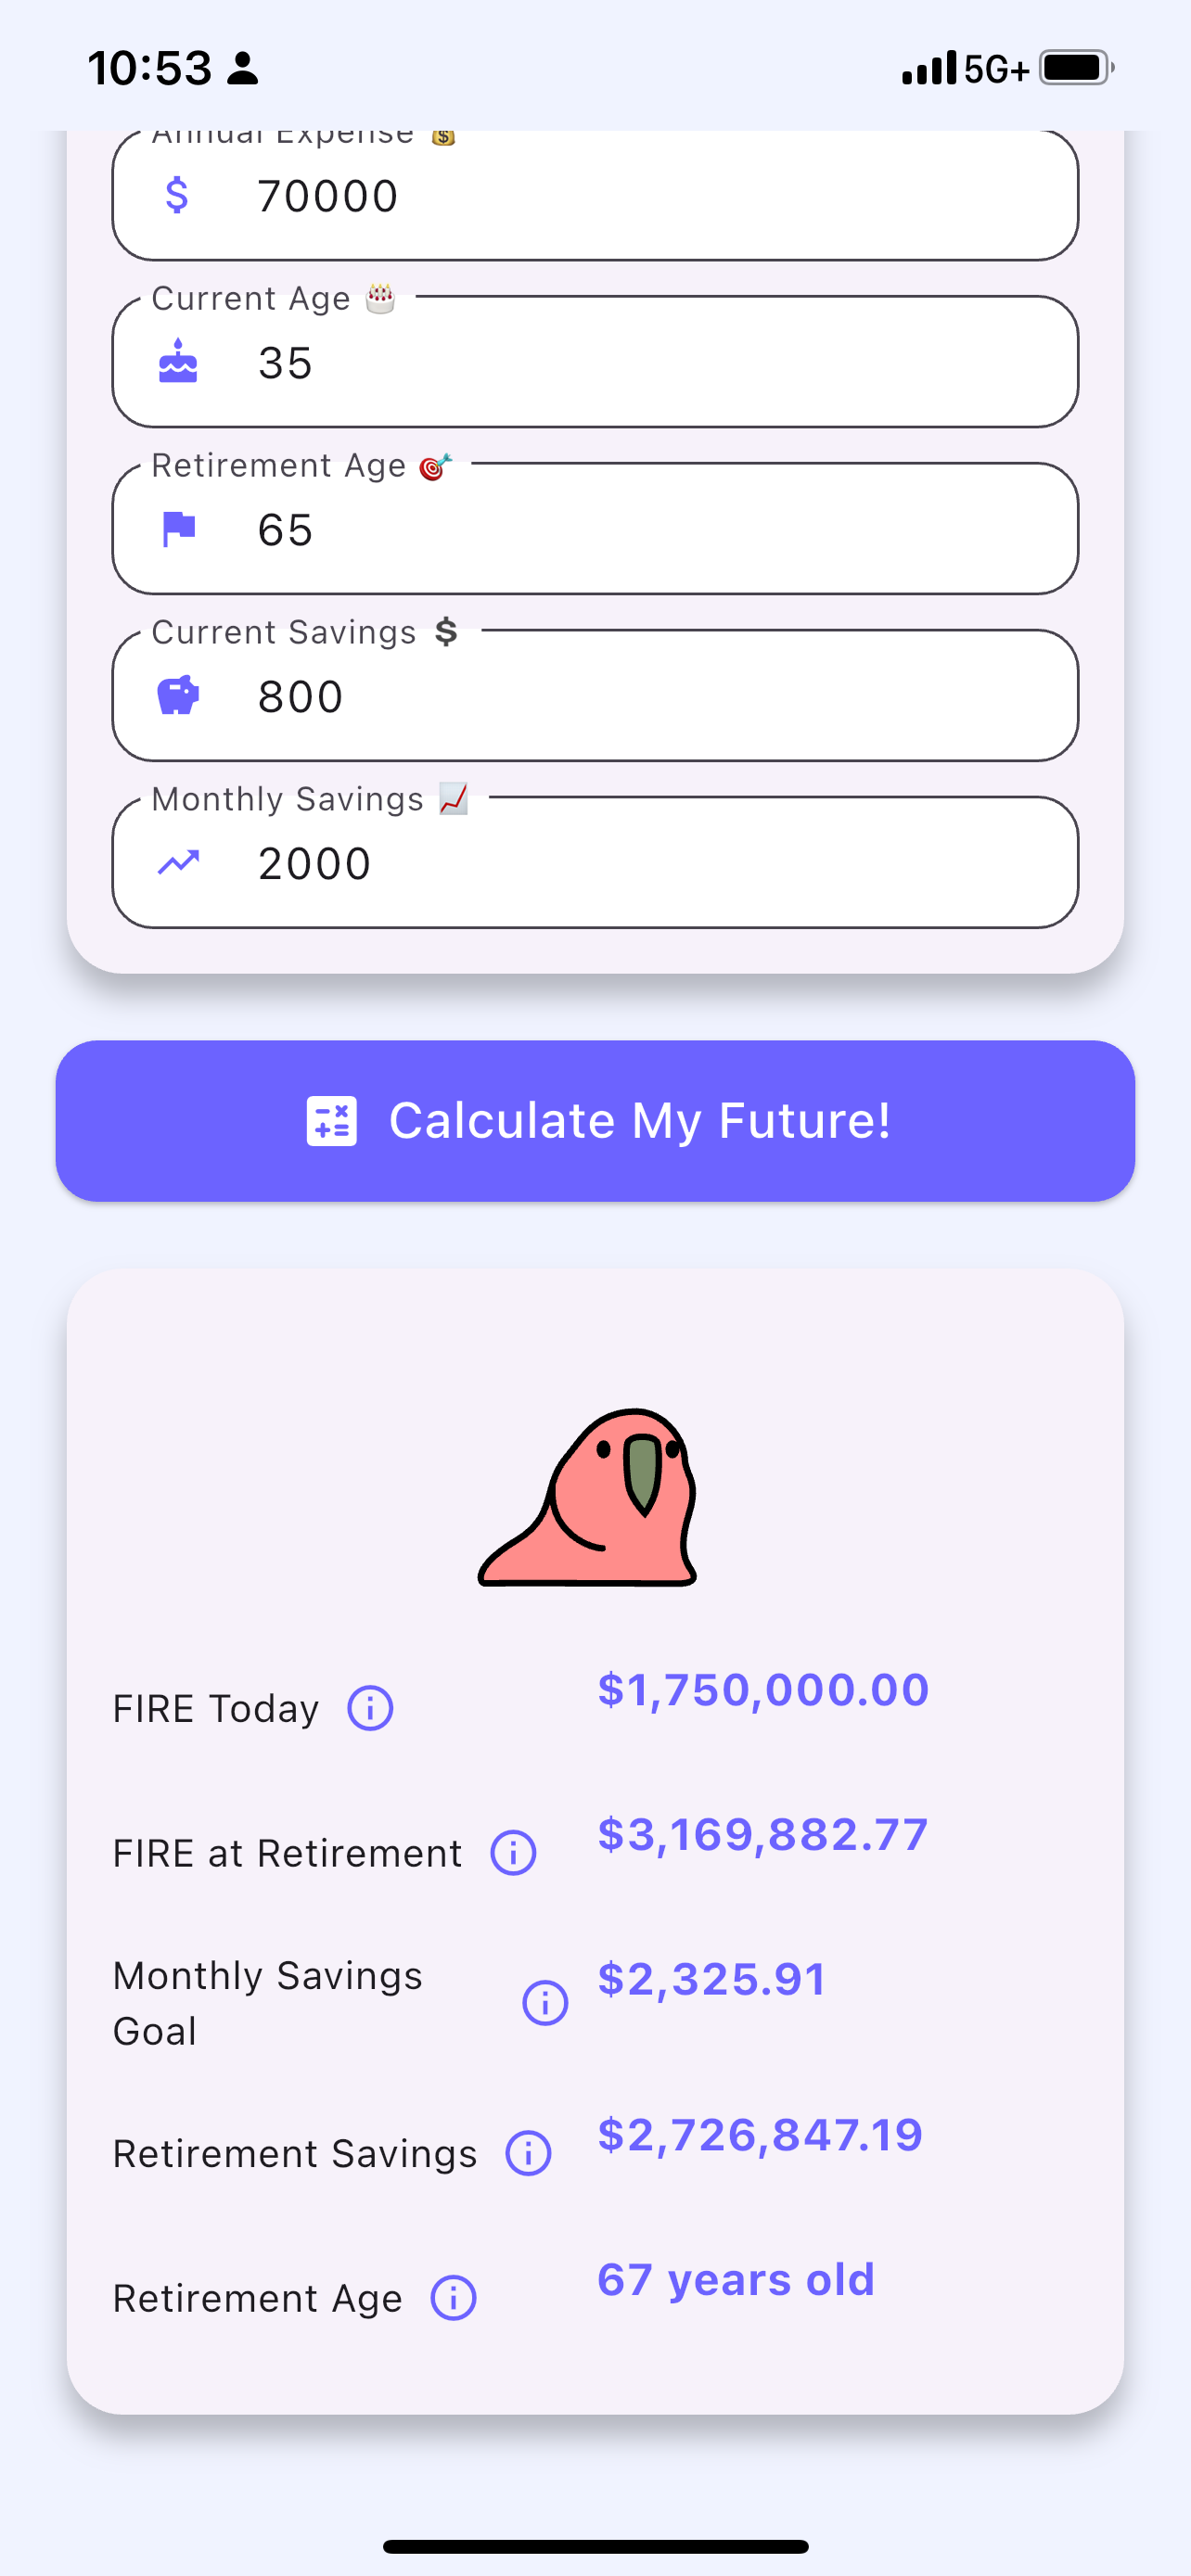 10:53
5G+
Annual Expense 💰
$ 70000
Current Age 🎂
35
Retirement Age 🎯
65
Current Savings 💲
800
Monthly Savings 📈
2000
Calculate My Future!
FIRE Today
$1,750,000.00
FIRE at Retirement
$3,169,882.77
Monthly Savings
Goal
$2,325.91
Retirement Savings
$2,726,847.19
Retirement Age
67 years old